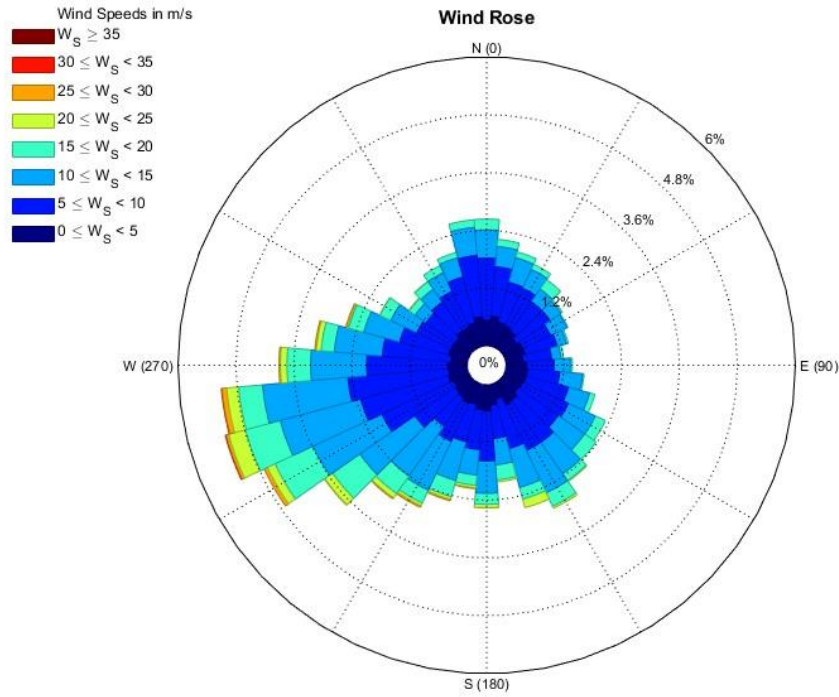 Wind Speeds in m/s
W_S ≥ 35
30 ≤ W_S < 35
25 ≤ W_S < 30
20 ≤ W_S < 25
15 ≤ W_S < 20
10 ≤ W_S < 15
5 ≤ W_S < 10
0 ≤ W_S < 5
Wind Rose
N (0)
6%
4.8%
3.6%
2.4%
1.2%
0%
W (270)
E (90)
S (180)